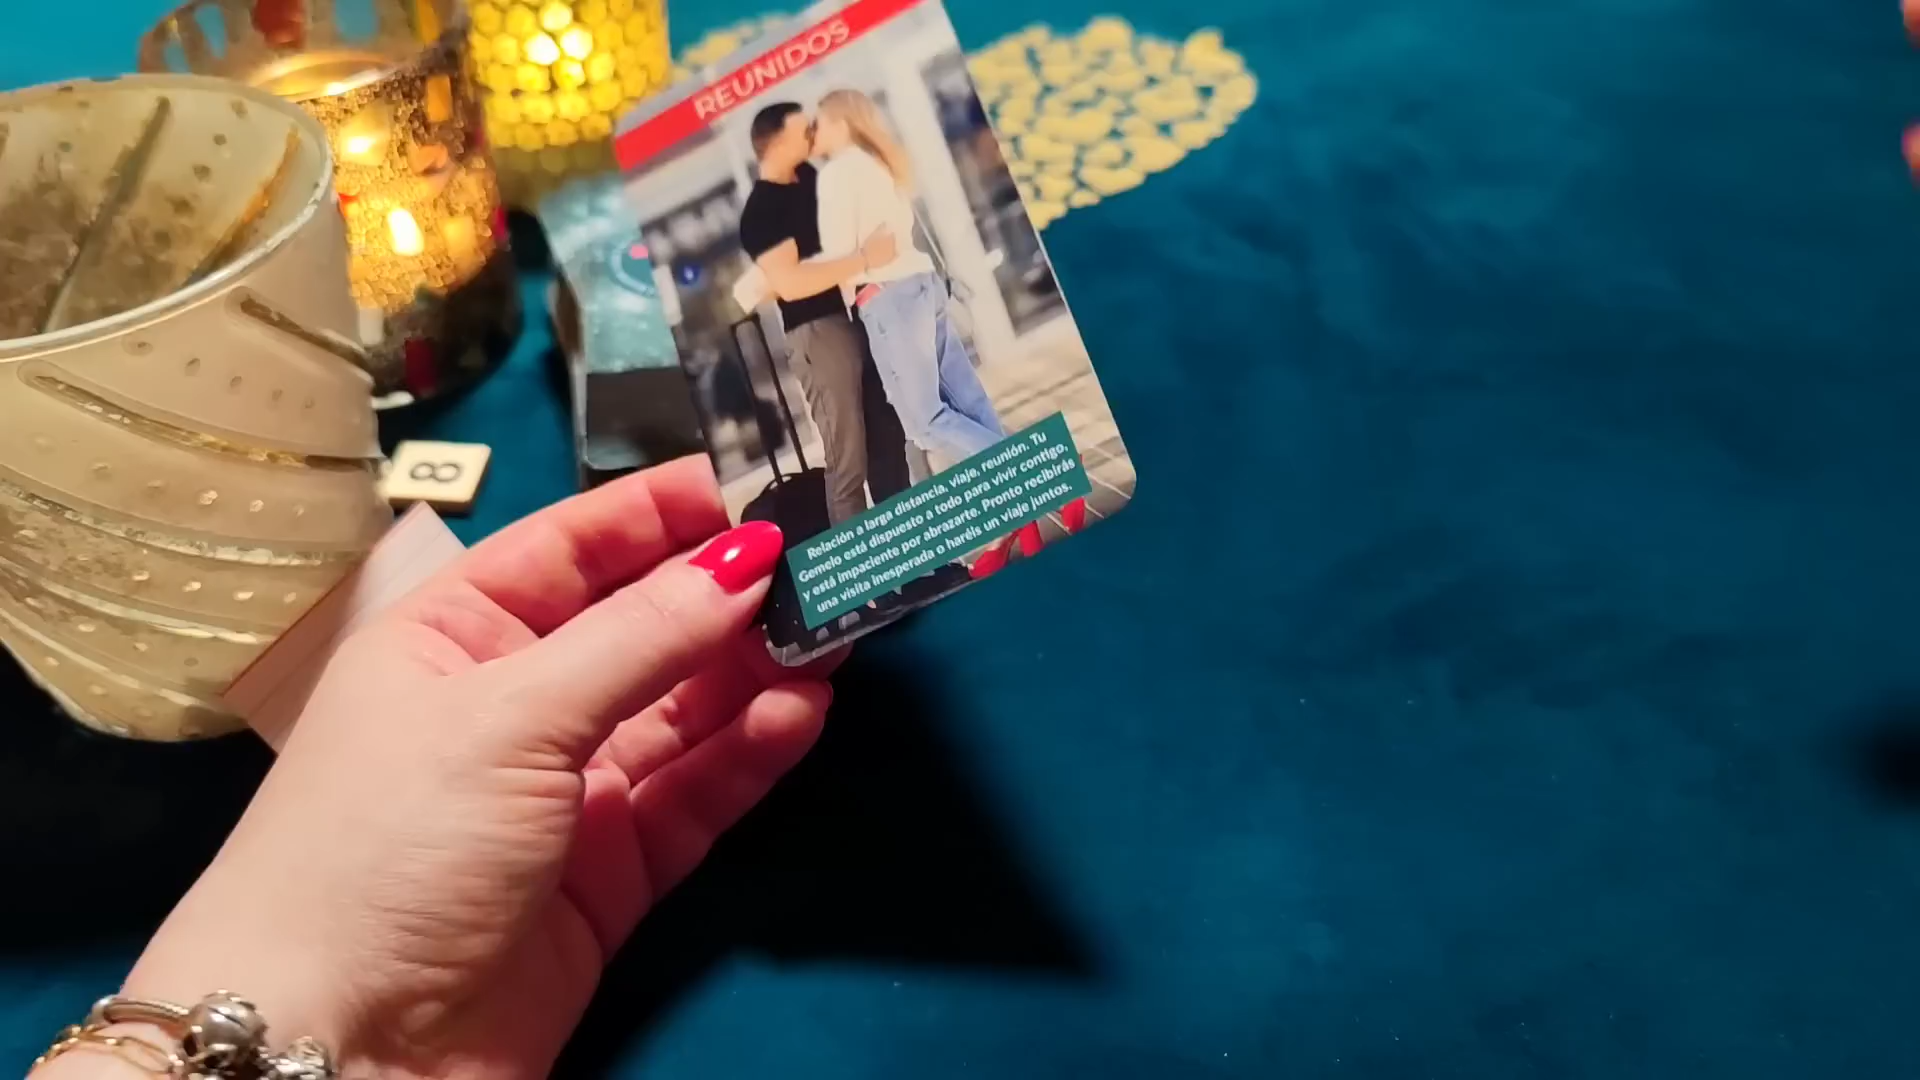 REUNIDOS
Relación a larga distancia, viaje, reunión. Tu
Gemelo está dispuesto a todo para vivir contigo,
y está impaciente por abrazarte. Pronto recibirás
una visita inesperada o haréis un viaje juntos.
8